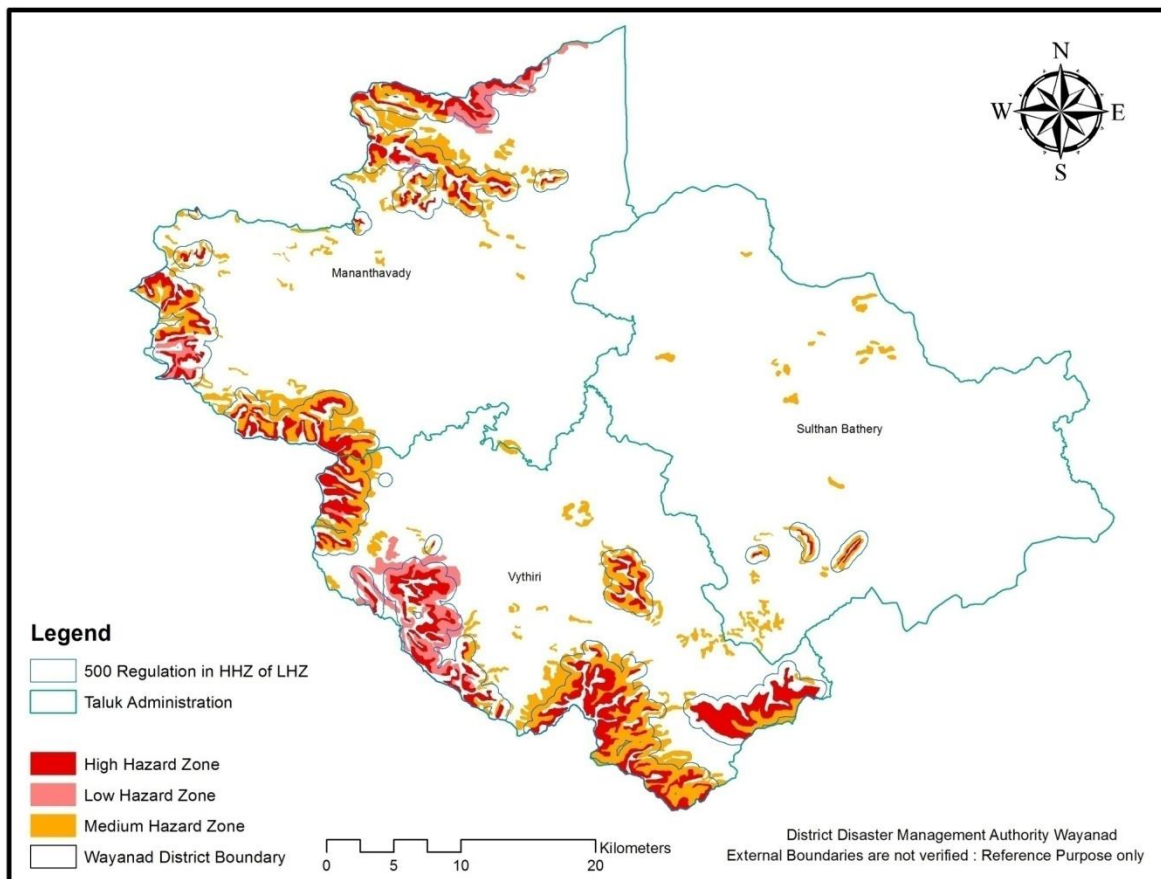 N
W E
S
Mananthavady
Sulthan Bathery
Vythiri
Legend
500 Regulation in HHZ of LHZ
Taluk Administration
High Hazard Zone
Low Hazard Zone
Medium Hazard Zone
Wayanad District Boundary
Kilometers
0 5 10 20
District Disaster Management Authority Wayanad
External Boundaries are not verified : Reference Purpose only